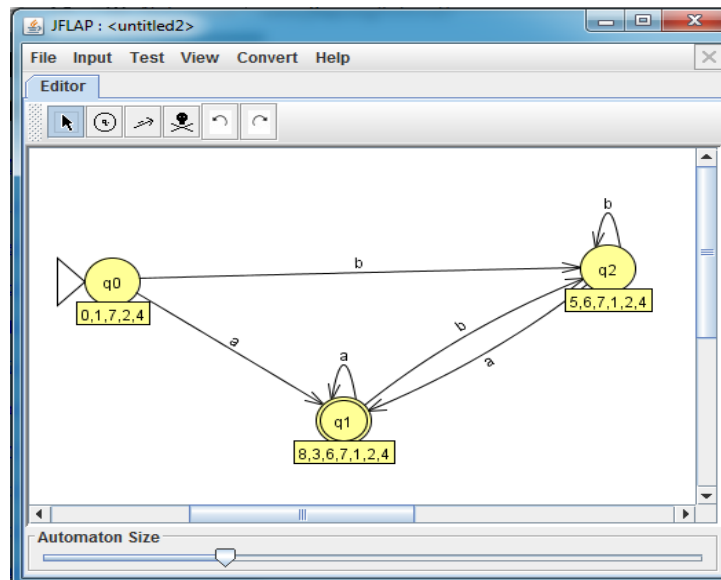 JFLAP : <untitled2>
File Input Test View Convert Help
Editor
b
b
q0
q2
0,1,7,2,4
5,6,7,1,2,4
a
b
a
a
q1
8,3,6,7,1,2,4
Automaton Size